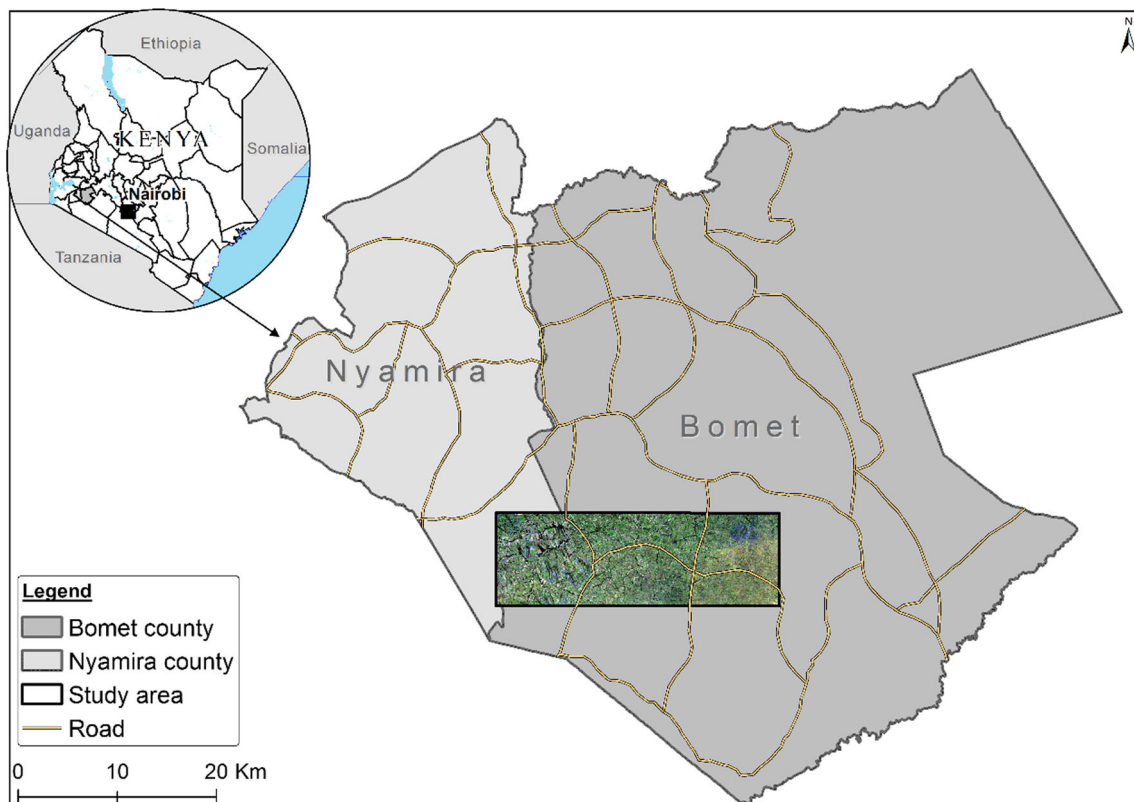 N
Ethiopia
Uganda
KENYA
Somalia
Nairobi
Tanzania
Nyamira
Bomet
Legend
Bomet county
Nyamira county
Study area
Road
0 10 20 Km